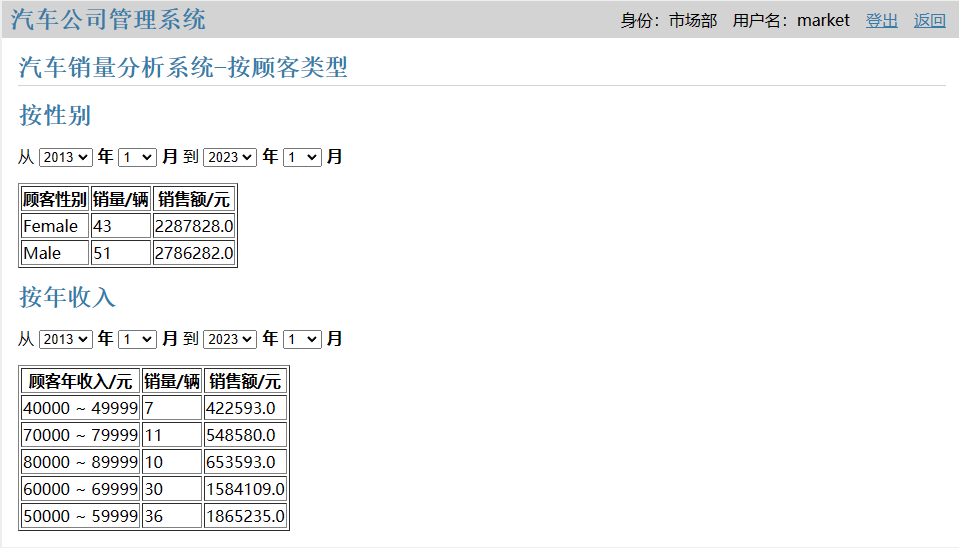 汽车公司管理系统 身份：市场部 用户名：market 登出 返回
汽车销量分析系统-按顾客类型
按性别
从 2013 年 1 月 到 2023 年 1 月
顾客性别 销量/辆 销售额/元
Female 43 2287828.0
Male 51 2786282.0
按年收入
从 2013 年 1 月 到 2023 年 1 月
顾客年收入/元 销量/辆 销售额/元
40000 ~ 49999 7 422593.0
70000 ~ 79999 11 548580.0
80000 ~ 89999 10 653593.0
60000 ~ 69999 30 1584109.0
50000 ~ 59999 36 1865235.0